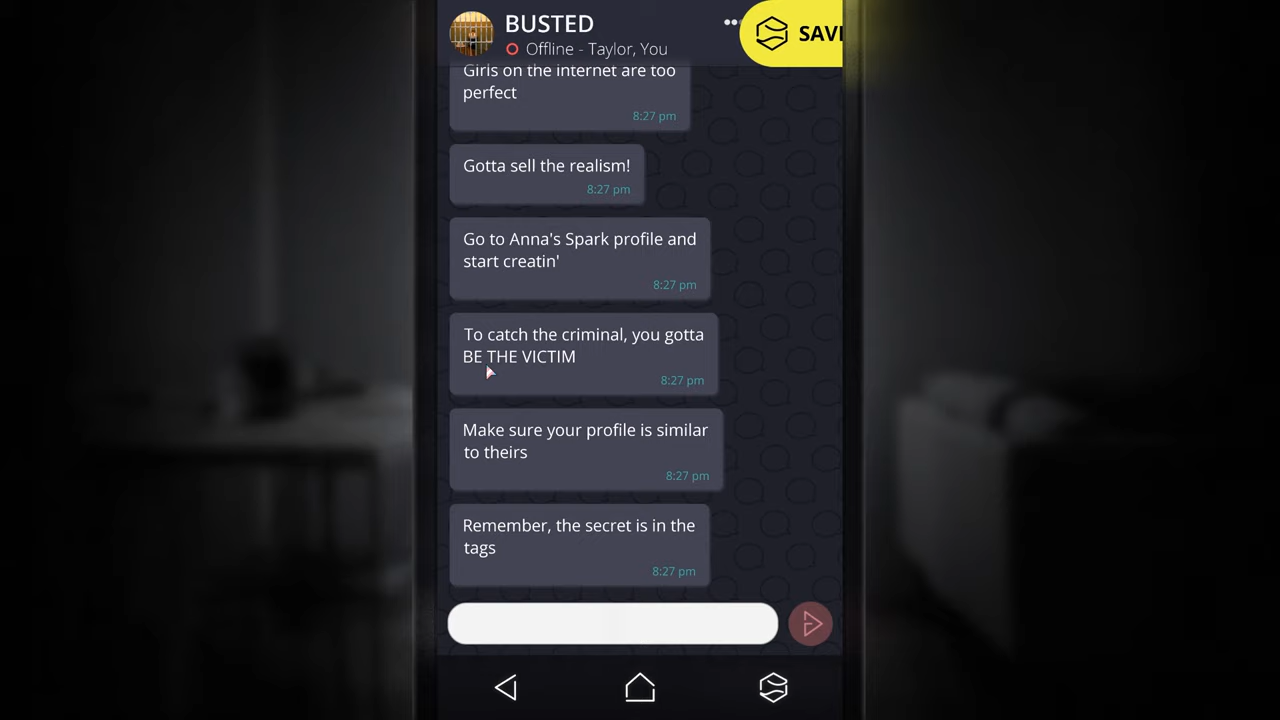 BUSTED
Offline - Taylor, You
SAV
Girls on the internet are too
perfect
8:27 pm
Gotta sell the realism!
8:27 pm
Go to Anna's Spark profile and
start creatin'
8:27 pm
To catch the criminal, you gotta
BE THE VICTIM
8:27 pm
Make sure your profile is similar
to theirs
8:27 pm
Remember, the secret is in the
tags
8:27 pm